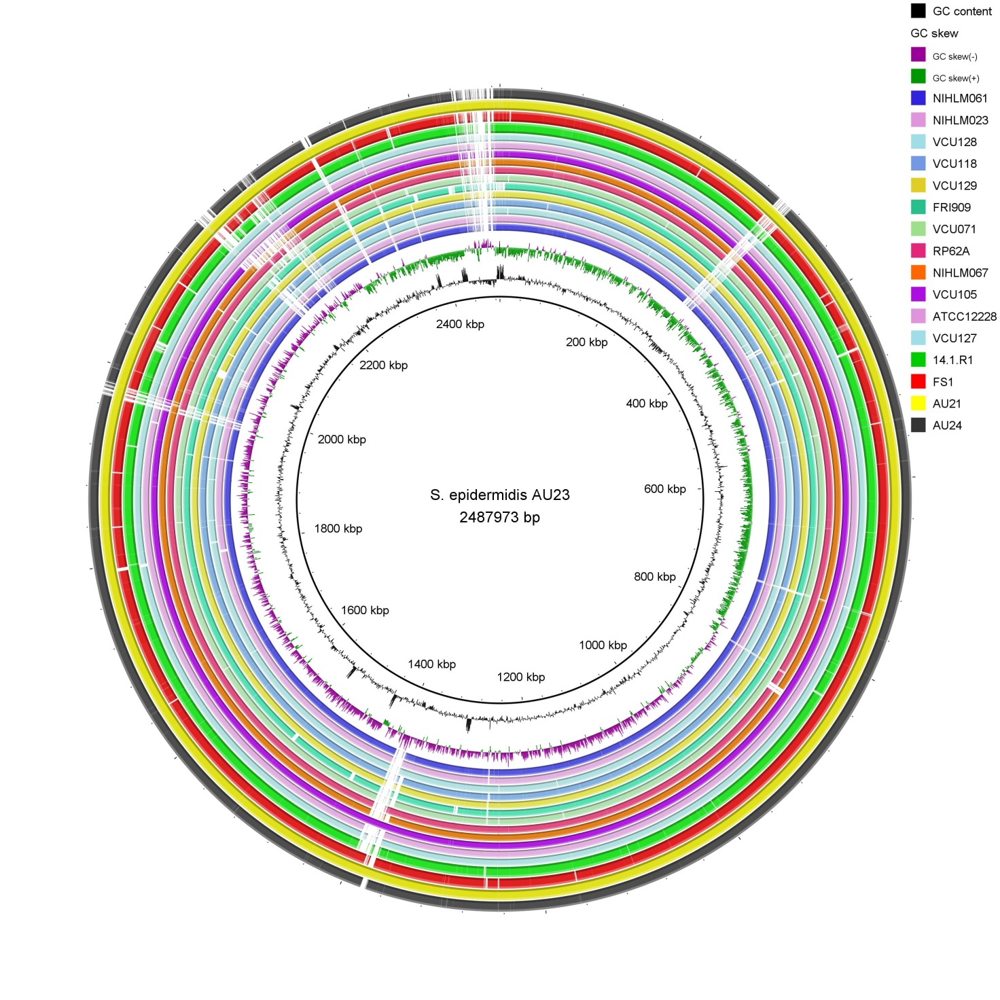 GC content
GC skew
GC skew(-)
GC skew(+)
NIHLM061
NIHLM023
VCU128
VCU118
VCU129
FRI909
VCU071
RP62A
NIHLM067
VCU105
ATCC12228
VCU127
14.1.R1
FS1
AU21
AU24
2400 kbp
200 kbp
2200 kbp
400 kbp
2000 kbp
600 kbp
S. epidermidis AU23
2487973 bp
1800 kbp
800 kbp
1600 kbp
1000 kbp
1400 kbp
1200 kbp